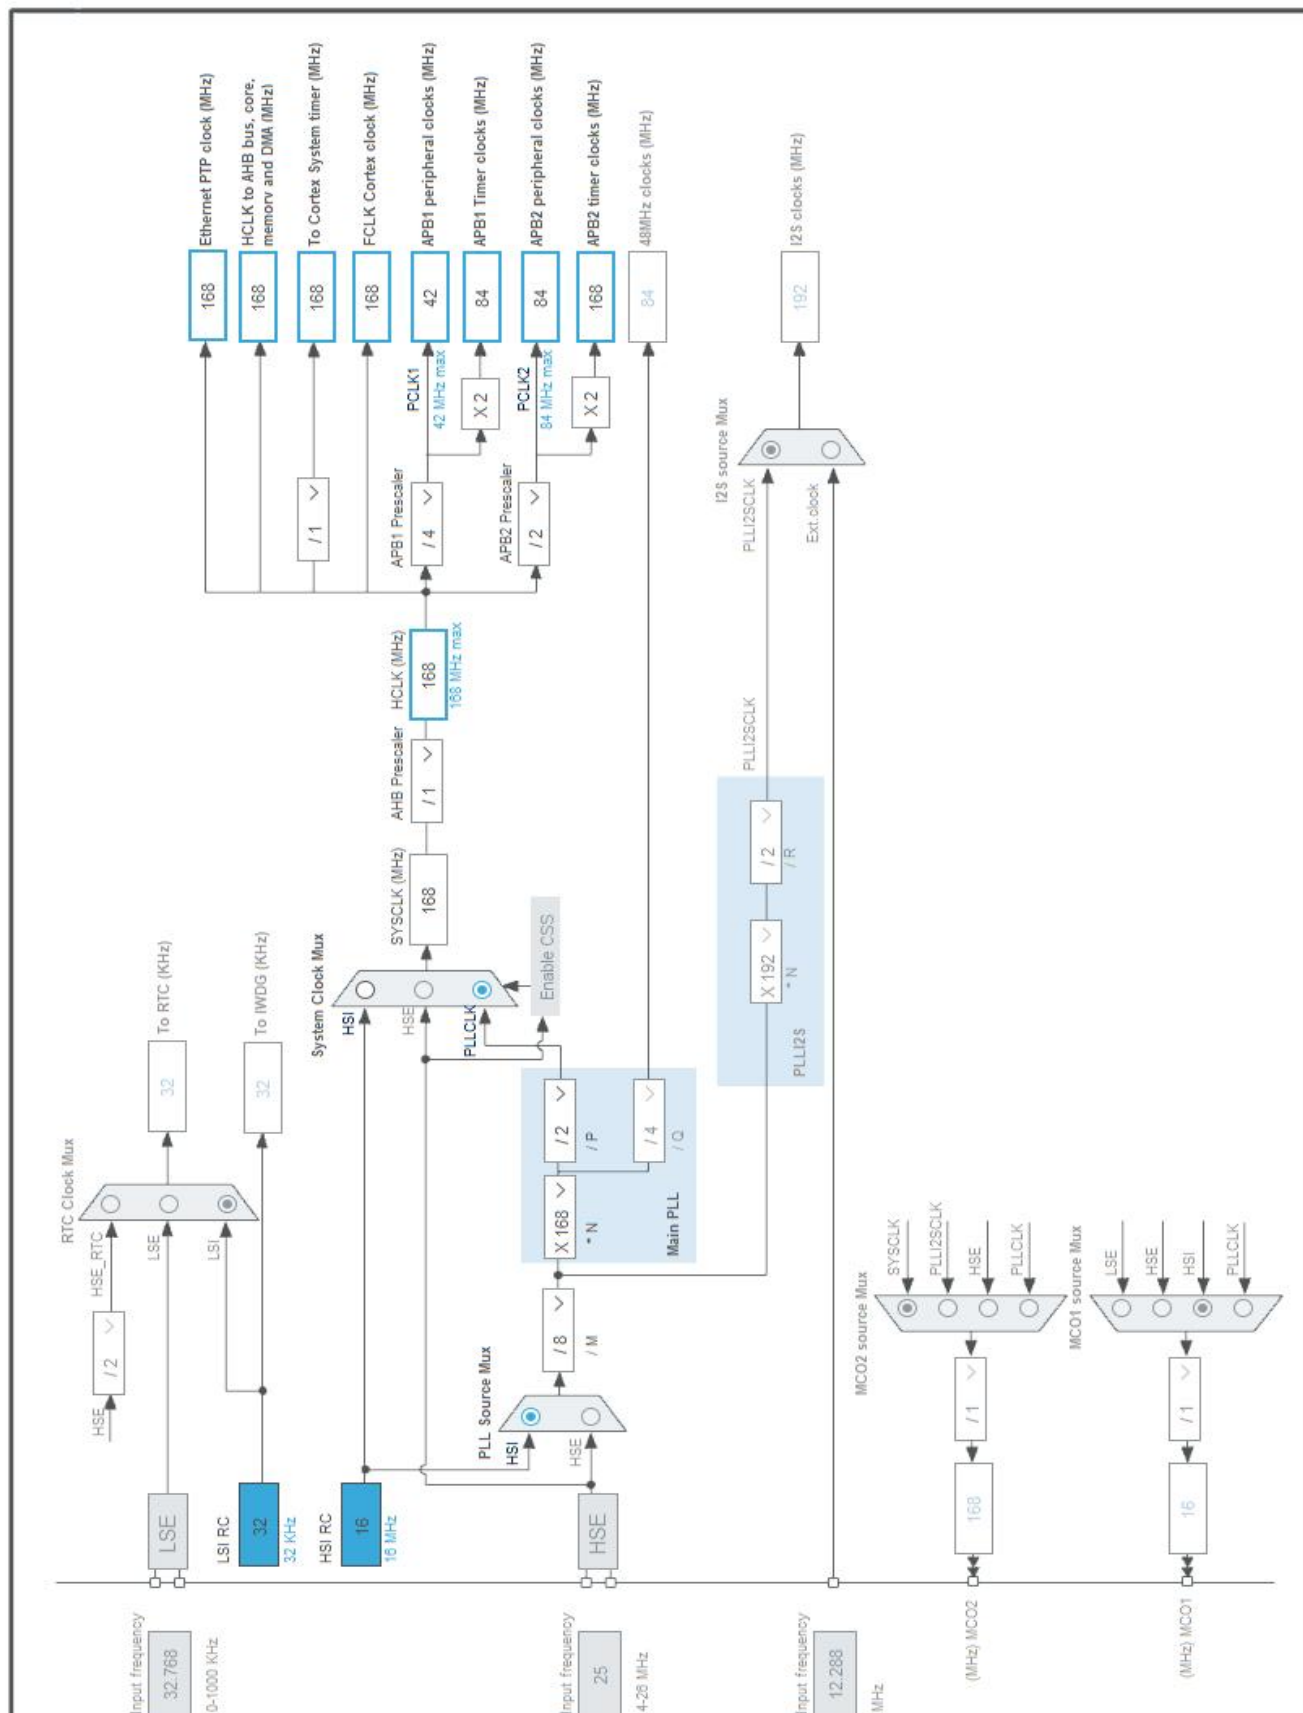 Input frequency
32.768
0-1000 KHz
LSE
LSI RC
32
32 KHz
HSE
/ 2
HSE_RTC
LSE
LSI
RTC Clock Mux
32
To RTC (KHz)
32
To IWDG (KHz)
HSI RC
16
16 MHz
Input frequency
25
4-26 MHz
HSE
PLL Source Mux
HSI
HSE
/ 8
/ M
X 168
* N
/ 2
/ P
/ 4
/ Q
Main PLL
System Clock Mux
HSI
HSE
PLLCLK
Enable CSS
SYSCLK (MHz)
168
AHB Prescaler
/ 1
HCLK (MHz)
168
168 MHz max
/ 1
APB1 Prescaler
/ 4
PCLK1
42 MHz max
X 2
APB2 Prescaler
/ 2
PCLK2
84 MHz max
X 2
168
Ethernet PTP clock (MHz)
168
HCLK to AHB bus, core,
memory and DMA (MHz)
168
To Cortex System timer (MHz)
168
FCLK Cortex clock (MHz)
42
APB1 peripheral clocks (MHz)
84
APB1 Timer clocks (MHz)
84
APB2 peripheral clocks (MHz)
168
APB2 timer clocks (MHz)
84
48MHz clocks (MHz)
X 192
* N
/ 2
/ R
PLLI2S
PLLI2SCLK
I2S source Mux
PLLI2SCLK
Ext.clock
192
I2S clocks (MHz)
Input frequency
12.288
MHz
MCO2 source Mux
SYSCLK
PLLI2SCLK
HSE
PLLCLK
/ 1
168
(MHz) MCO2
MCO1 source Mux
LSE
HSE
HSI
PLLCLK
/ 1
16
(MHz) MCO1